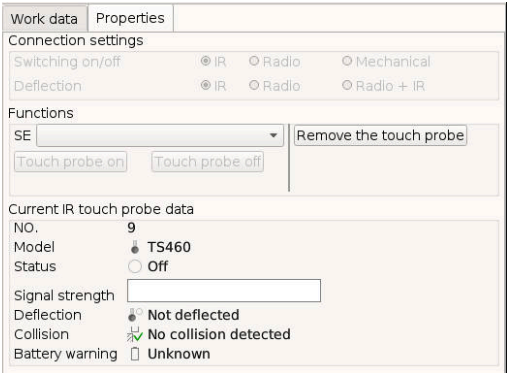 Work data Properties
Connection settings
Switching on/off IR Radio Mechanical
Deflection IR Radio Radio + IR
Functions
SE Remove the touch probe
Touch probe on Touch probe off
Current IR touch probe data
NO. 9
Model TS460
Status Off
Signal strength
Deflection Not deflected
Collision No collision detected
Battery warning Unknown